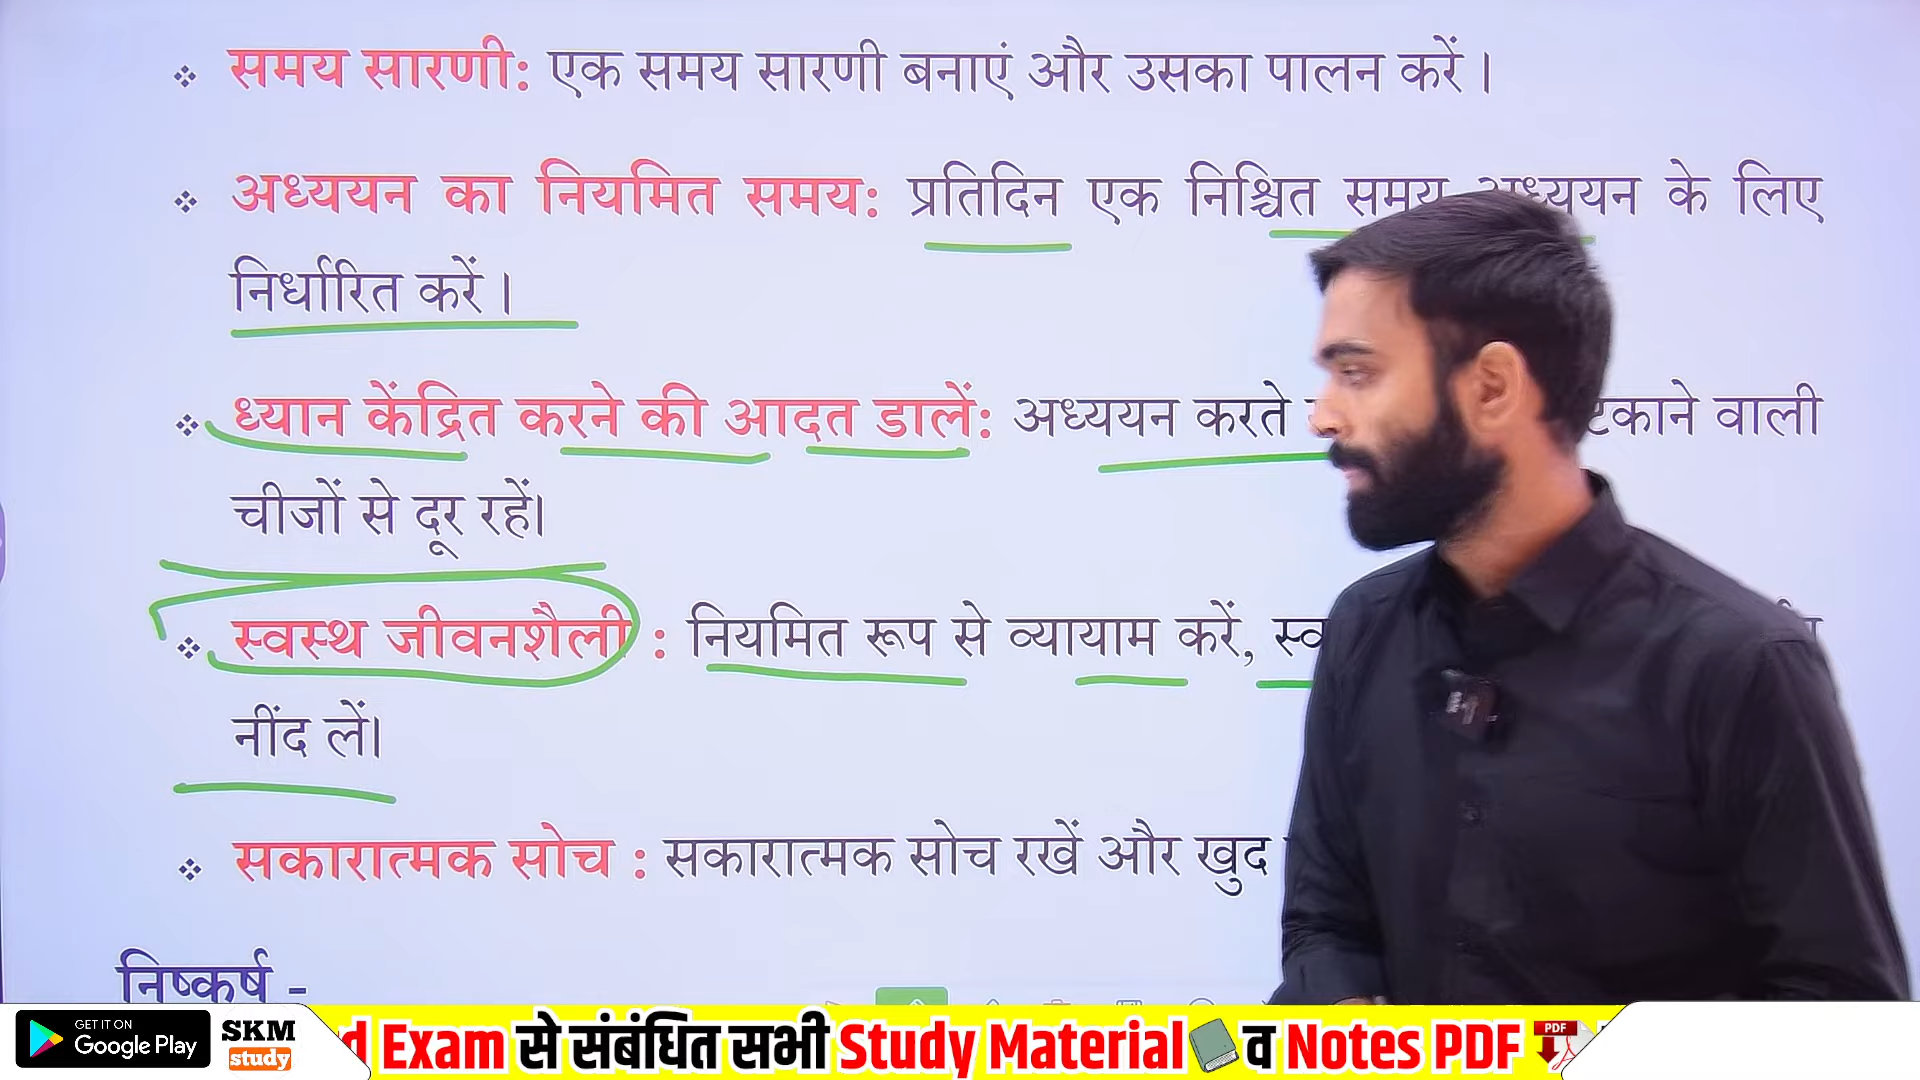 समय सारणी: एक समय सारणी बनाएं और उसका पालन करें।
अध्ययन का नियमित समय: प्रतिदिन एक निश्चित समय अध्ययन के लिए
निर्धारित करें।
ध्यान केंद्रित करने की आदत डालें: अध्ययन करते वाली
चीजों से दूर रहें।
स्वस्थ जीवनशैली : नियमित रूप से व्यायाम करें,
नींद लें।
सकारात्मक सोच : सकारात्मक सोच रखें और खुद
निष्कर्ष -
GET IT ON
Google Play
SKM
study
Exam से संबंधित सभी Study Material व Notes PDF
PDF